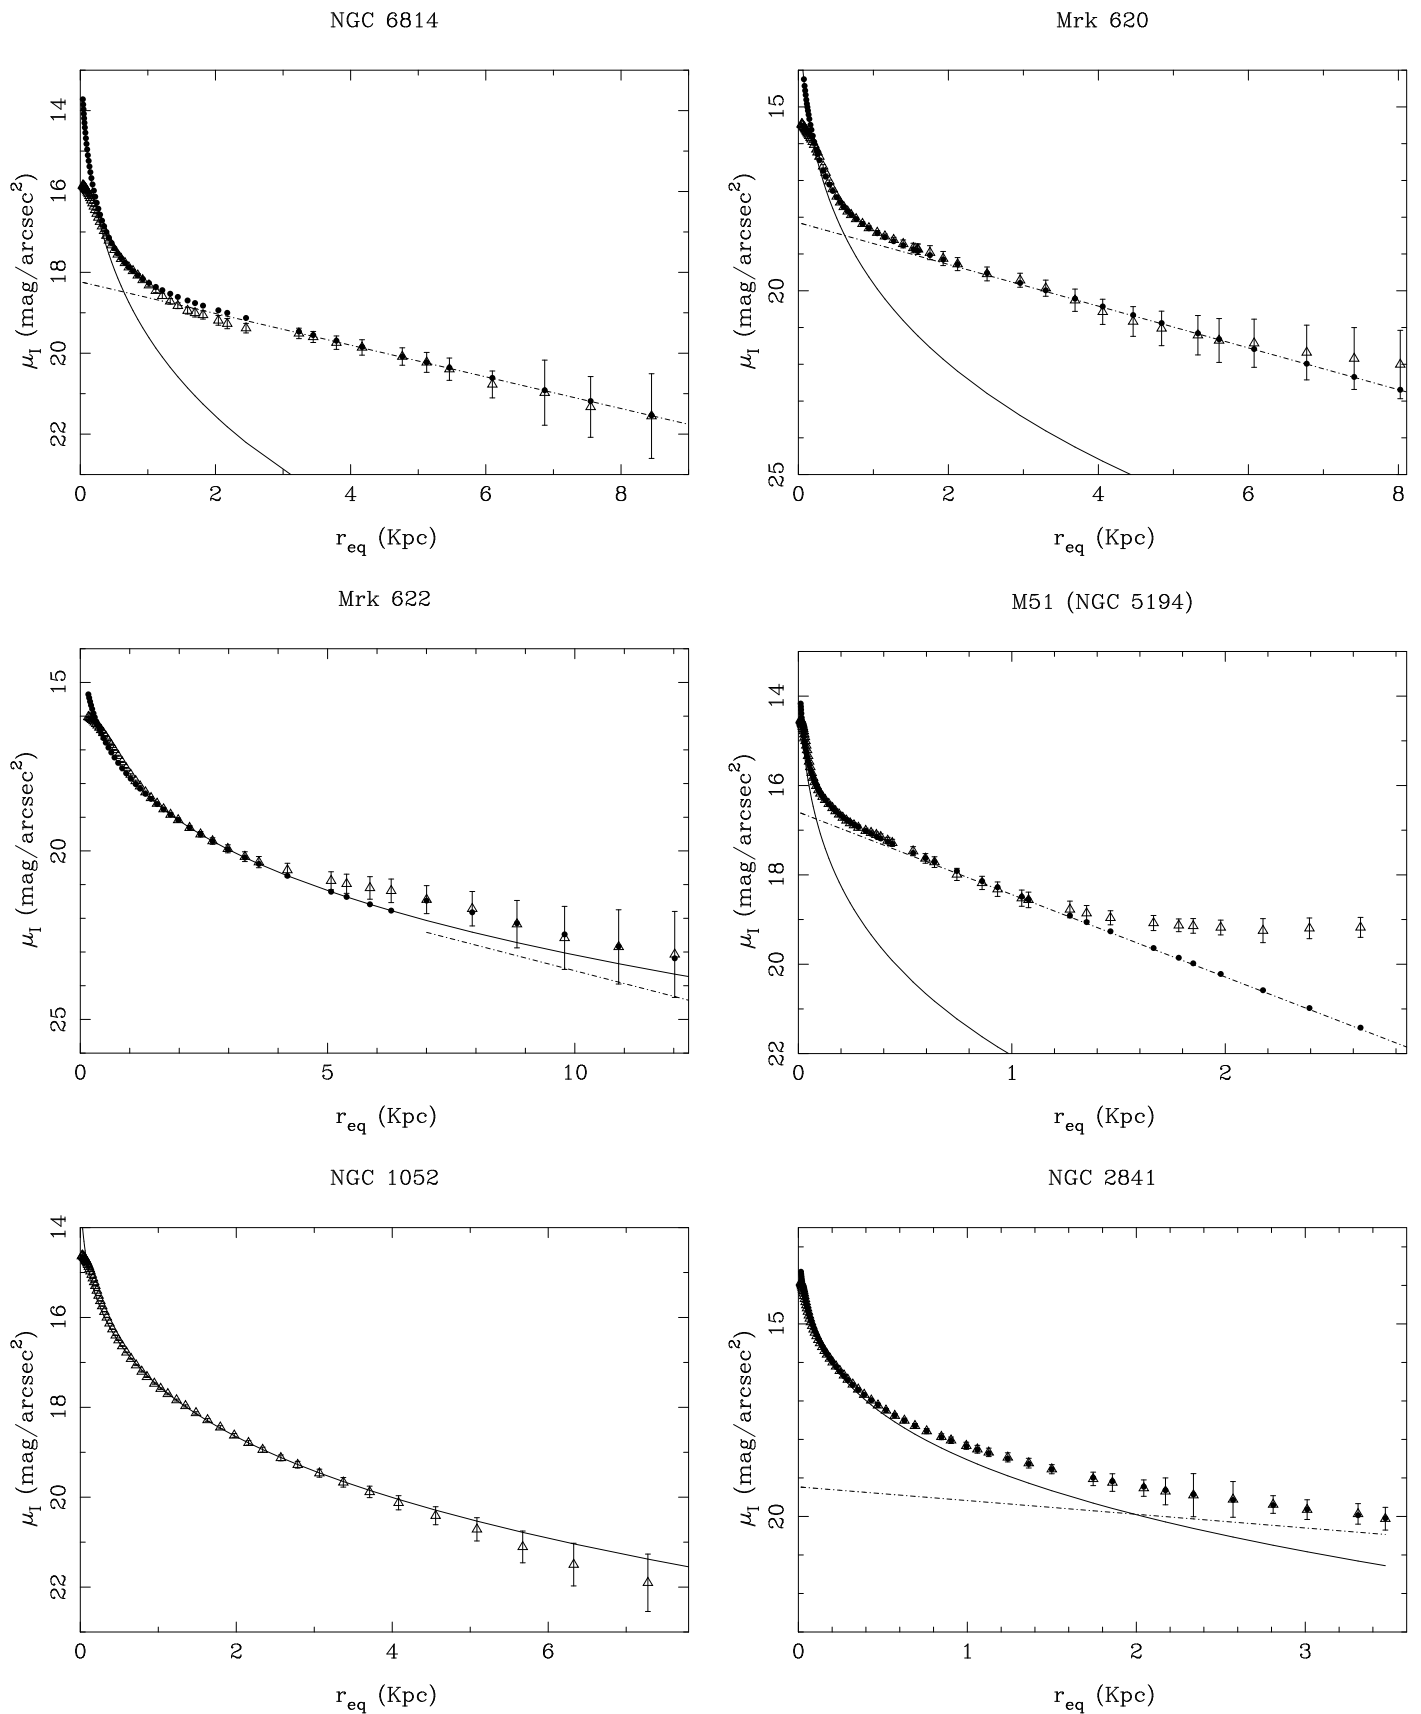 NGC 6814
μI (mag/arcsec2)
14
16
18
20
22
0 2 4 6 8
req (Kpc)
Mrk 620
μI (mag/arcsec2)
15
20
25
0 2 4 6 8
req (Kpc)
Mrk 622
μI (mag/arcsec2)
15
20
25
0 5 10
req (Kpc)
M51 (NGC 5194)
μI (mag/arcsec2)
14
16
18
20
22
0 1 2
req (Kpc)
NGC 1052
μI (mag/arcsec2)
14
16
18
20
22
0 2 4 6
req (Kpc)
NGC 2841
μI (mag/arcsec2)
15
20
0 1 2 3
req (Kpc)